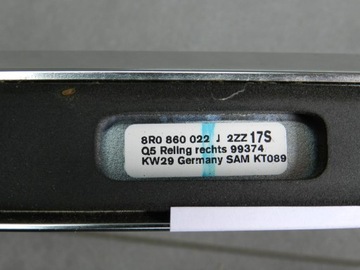 8R0 860 022 J 2ZZ 17S
Q5 Reling rechts 99374
KW29 Germany SAM KT089